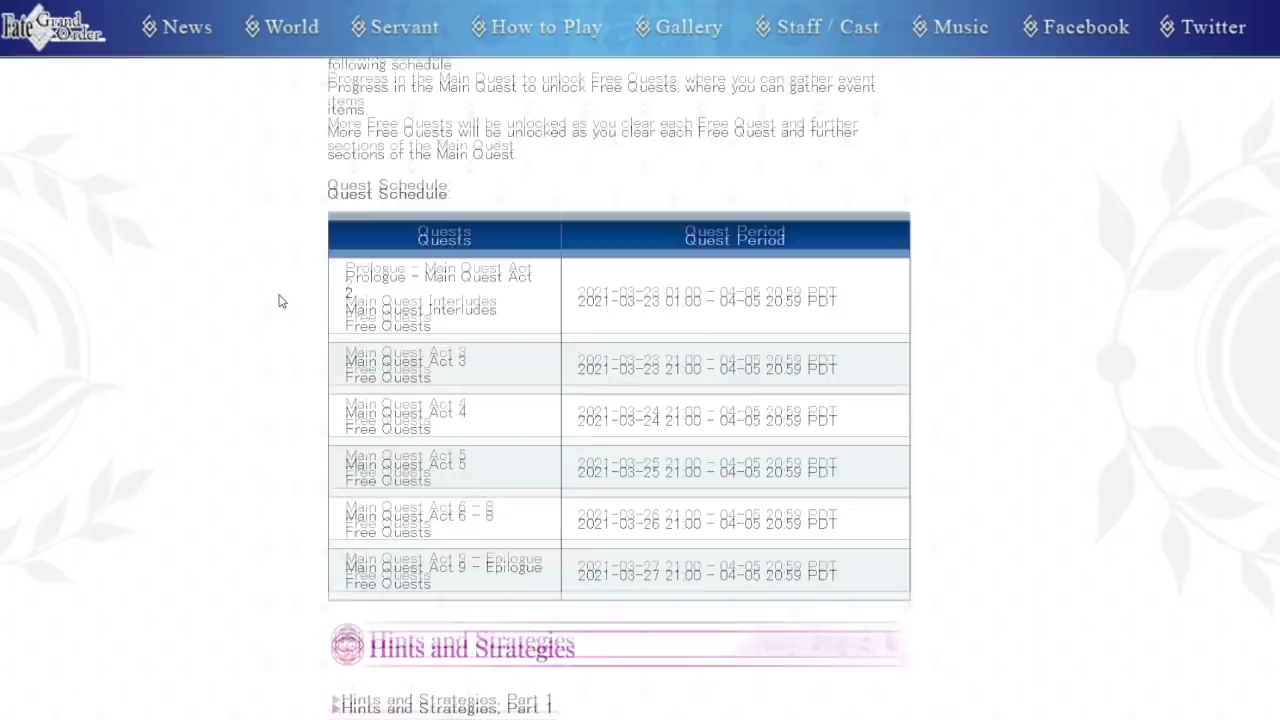 Fate Grand Order
News World Servant How to Play Gallery Staff / Cast Music Facebook Twitter
following schedule
Progress in the Main Quest to unlock Free Quests, where you can gather event
items.
More Free Quests will be unlocked as you clear each Free Quest and further
sections of the Main Quest.
Quest Schedule:
Quests Quest Period
Prologue - Main Quest Act
2
Main Quest Interludes
Free Quests
2021-03-23 01:00 - 04-05 20:59 PDT
Main Quest Act 3
Free Quests
2021-03-23 21:00 - 04-05 20:59 PDT
Main Quest Act 4
Free Quests
2021-03-24 21:00 - 04-05 20:59 PDT
Main Quest Act 5
Free Quests
2021-03-25 21:00 - 04-05 20:59 PDT
Main Quest Act 6 - 8
Free Quests
2021-03-26 21:00 - 04-05 20:59 PDT
Main Quest Act 9 - Epilogue
Free Quests
2021-03-27 21:00 - 04-05 20:59 PDT
Hints and Strategies
Hints and Strategies, Part 1